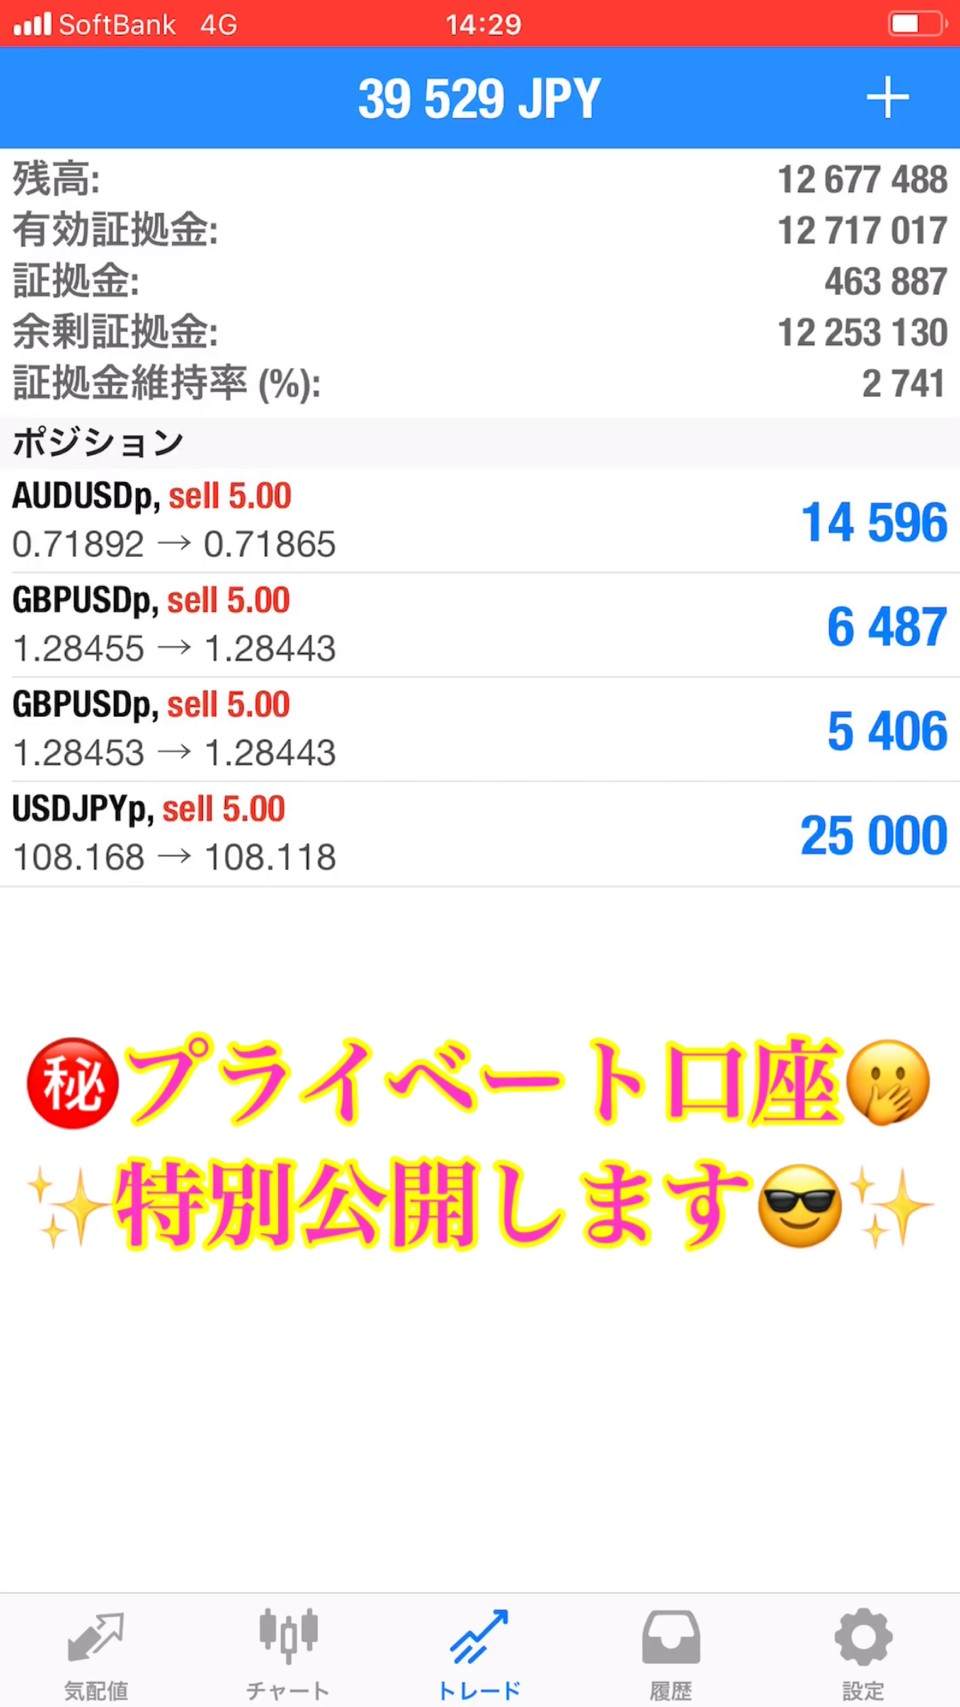 SoftBank 4G 14:29
39 529 JPY
残高: 12 677 488
有効証拠金: 12 717 017
証拠金: 463 887
余剰証拠金: 12 253 130
証拠金維持率 (%): 2 741
ポジション
AUDUSDp, sell 5.00
0.71892 → 0.71865 14 596
GBPUSDp, sell 5.00
1.28455 → 1.28443 6 487
GBPUSDp, sell 5.00
1.28453 → 1.28443 5 406
USDJPYp, sell 5.00
108.168 → 108.118 25 000
㊙プライベート口座🤭
✨特別公開します😎✨
気配値 チャート トレード 履歴 設定